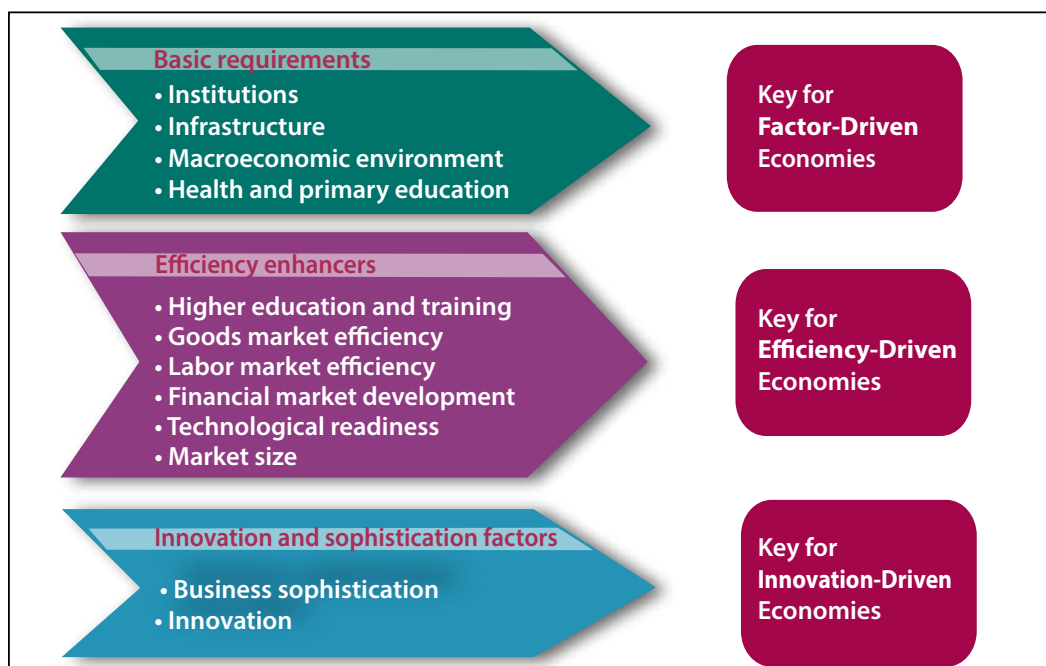 Basic requirements
• Institutions
• Infrastructure
• Macroeconomic environment
• Health and primary education
Key for
Factor-Driven
Economies
Efficiency enhancers
• Higher education and training
• Goods market efficiency
• Labor market efficiency
• Financial market development
• Technological readiness
• Market size
Key for
Efficiency-Driven
Economies
Innovation and sophistication factors
• Business sophistication
• Innovation
Key for
Innovation-Driven
Economies